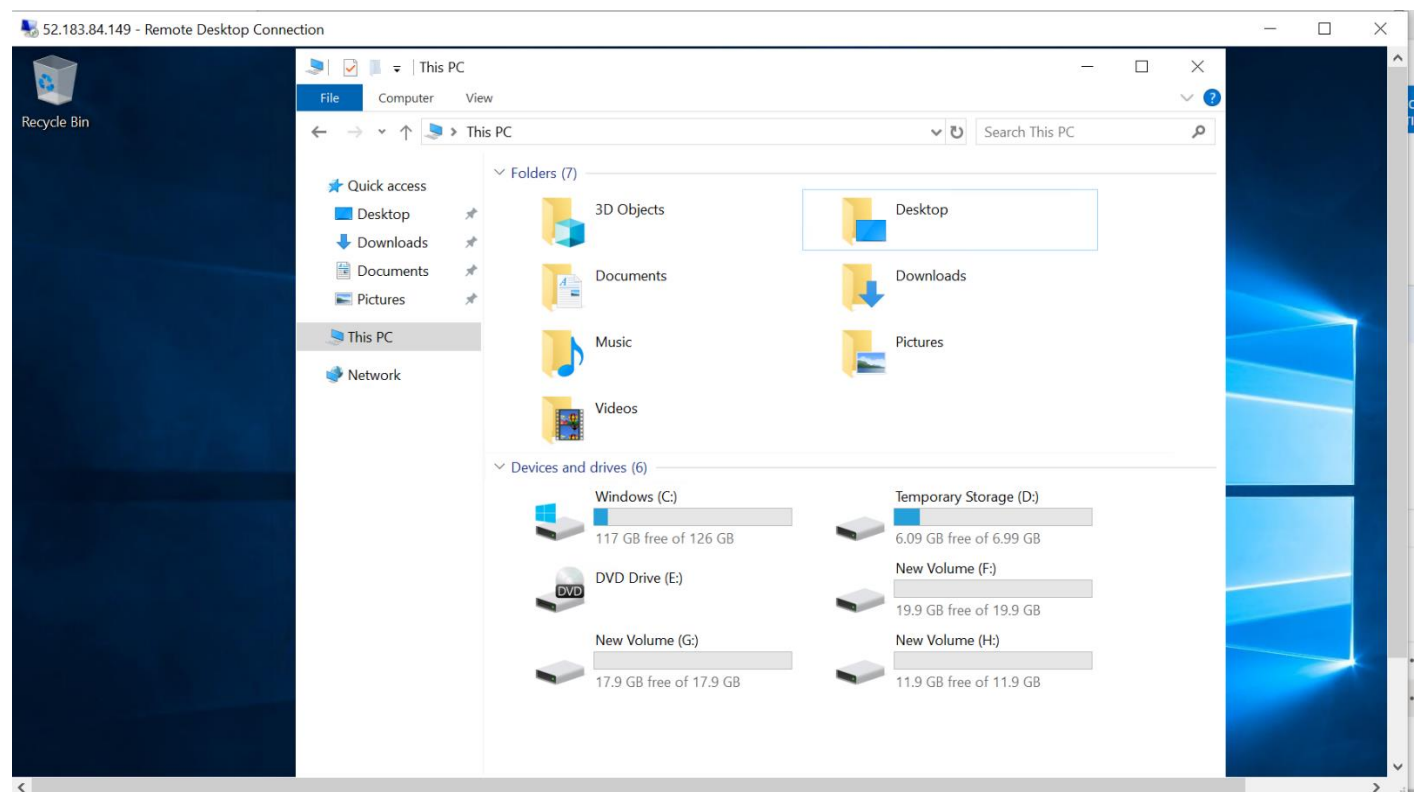 52.183.84.149 - Remote Desktop Connection
Recycle Bin
This PC
File Computer View
This PC
Search This PC
Quick access
Desktop
Downloads
Documents
Pictures
This PC
Network
Folders (7)
3D Objects
Desktop
Documents
Downloads
Music
Pictures
Videos
Devices and drives (6)
Windows (C:)
117 GB free of 126 GB
Temporary Storage (D:)
6.09 GB free of 6.99 GB
DVD Drive (E:)
DVD
New Volume (F:)
19.9 GB free of 19.9 GB
New Volume (G:)
17.9 GB free of 17.9 GB
New Volume (H:)
11.9 GB free of 11.9 GB